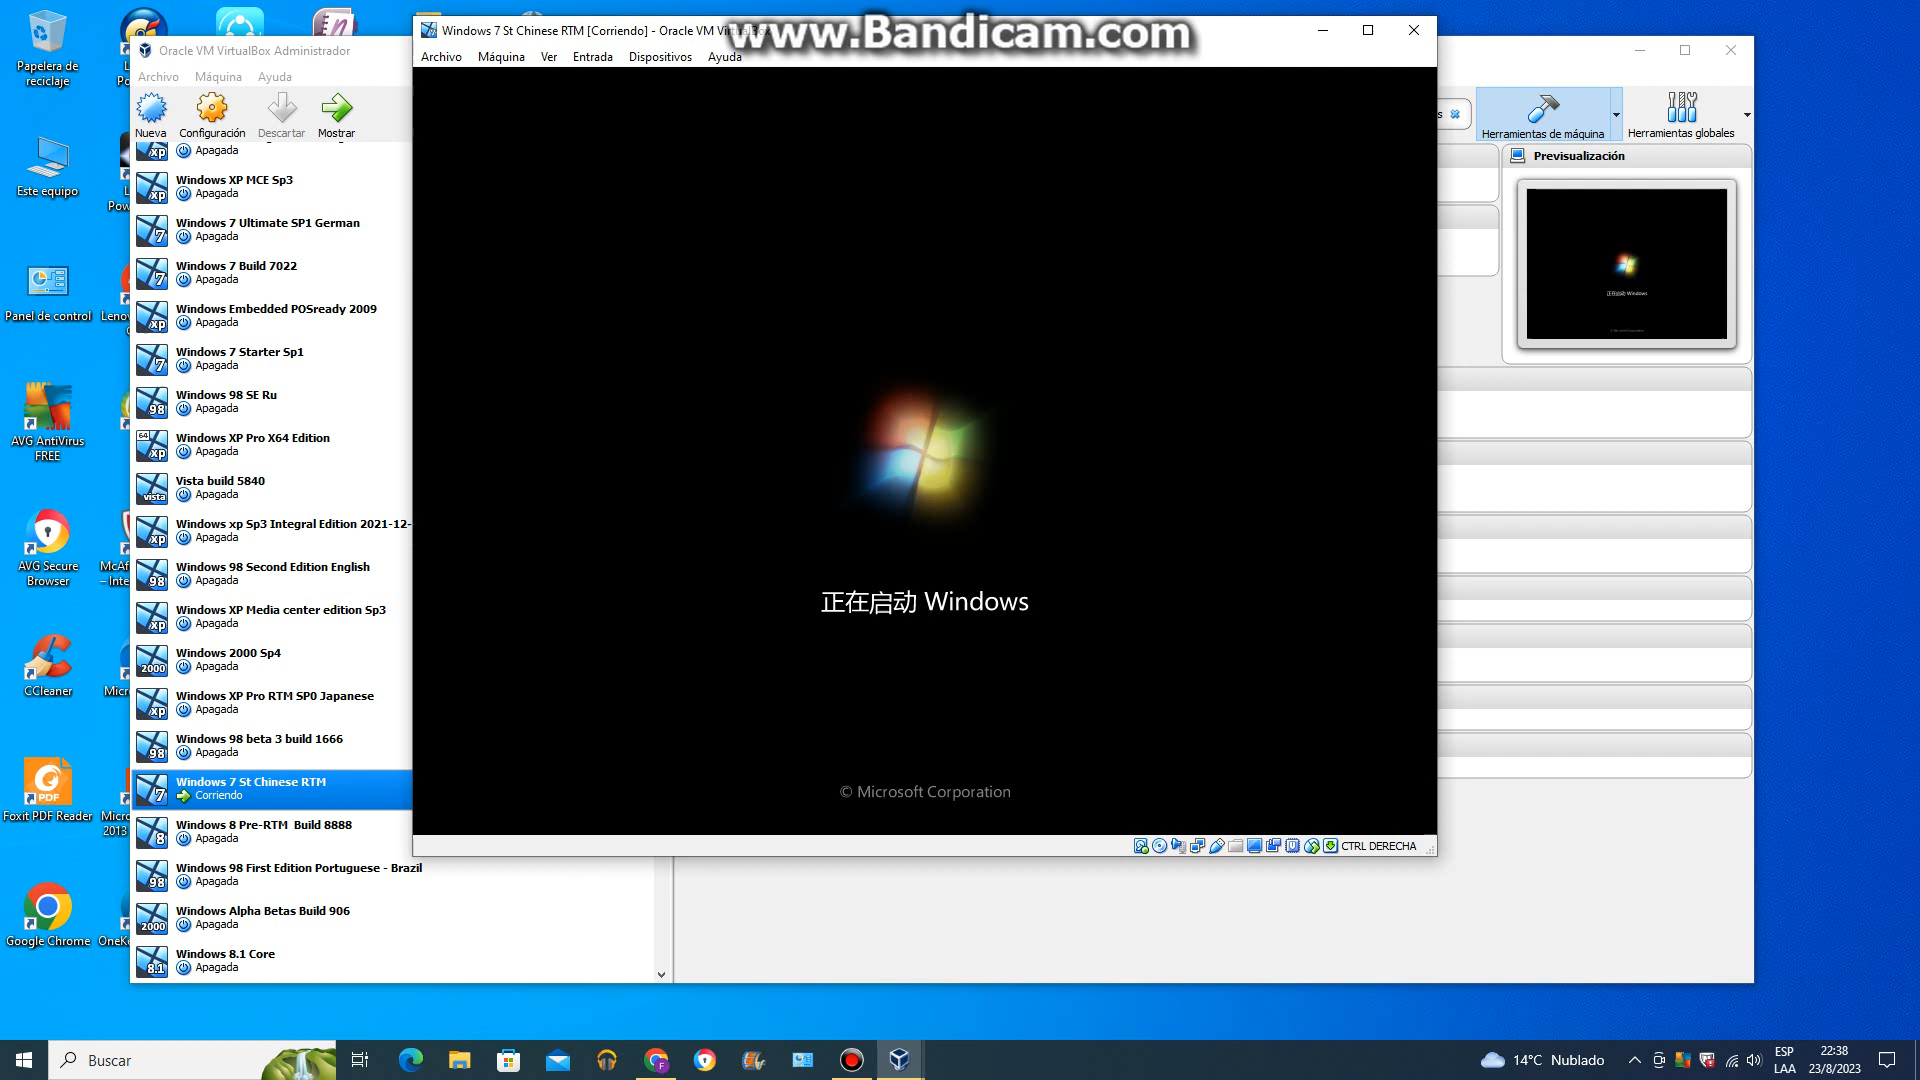 www.Bandicam.com
Papelera de
reciclaje
Este equipo
Panel de control
AVG AntiVirus
FREE
AVG Secure
Browser
CCleaner
Foxit PDF Reader
Google Chrome
Oracle VM VirtualBox Administrador
Archivo Máquina Ayuda
Nueva Configuración Descartar Mostrar
Apagada
Windows XP MCE Sp3
Apagada
Windows 7 Ultimate SP1 German
Apagada
Windows 7 Build 7022
Apagada
Windows Embedded POSready 2009
Apagada
Windows 7 Starter Sp1
Apagada
Windows 98 SE Ru
Apagada
Windows XP Pro X64 Edition
Apagada
Vista build 5840
Apagada
Windows xp Sp3 Integral Edition 2021-12-
Apagada
Windows 98 Second Edition English
Apagada
Windows XP Media center edition Sp3
Apagada
Windows 2000 Sp4
Apagada
Windows XP Pro RTM SP0 Japanese
Apagada
Windows 98 beta 3 build 1666
Apagada
Windows 7 St Chinese RTM
Corriendo
Windows 8 Pre-RTM Build 8888
Apagada
Windows 98 First Edition Portuguese - Brazil
Apagada
Windows Alpha Betas Build 906
Apagada
Windows 8.1 Core
Apagada
Windows 7 St Chinese RTM [Corriendo] - Oracle VM
Archivo Máquina Ver Entrada Dispositivos Ayuda
正在启动 Windows
© Microsoft Corporation
CTRL DERECHA
Herramientas de máquina Herramientas globales
Previsualización
正在启动 Windows
Buscar
14°C Nublado
ESP
LAA
22:38
23/8/2023